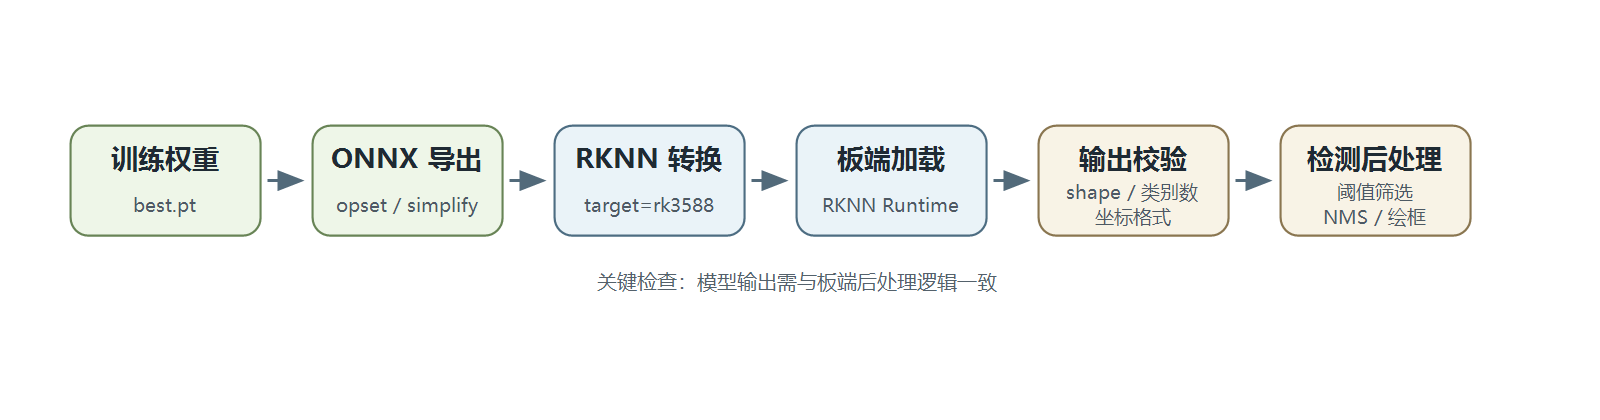 训练权重
best.pt
ONNX 导出
opset / simplify
RKNN 转换
target=rk3588
板端加载
RKNN Runtime
输出校验
shape / 类别数
坐标格式
检测后处理
阈值筛选
NMS / 绘框
关键检查：模型输出需与板端后处理逻辑一致